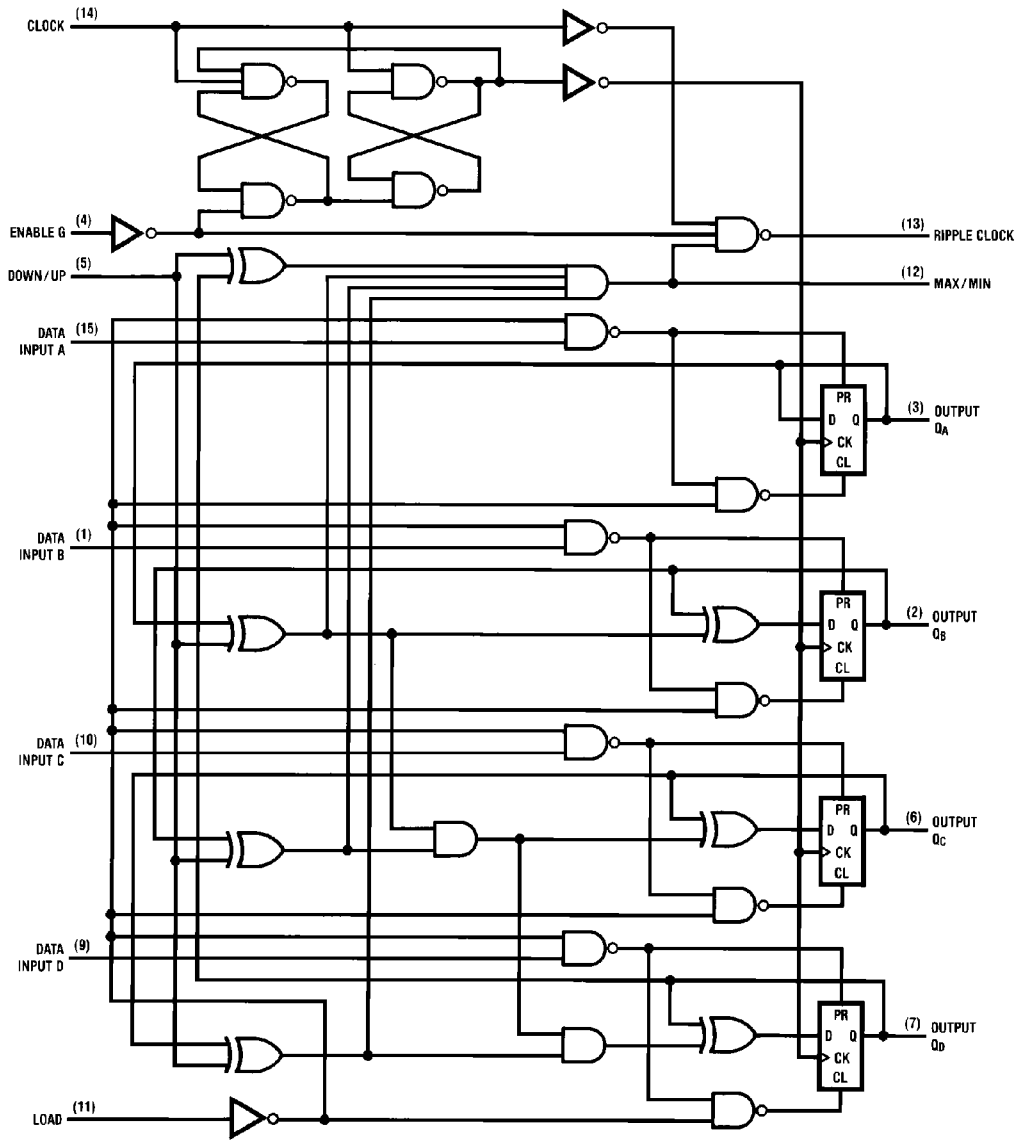 CLOCK (14)
ENABLE G (4)
DOWN/UP (5)
(13) RIPPLE CLOCK
(12) MAX/MIN
DATA (15)
INPUT A
PR
D Q
CK
CL
(3) OUTPUT
QA
DATA (1)
INPUT B
PR
D Q
CK
CL
(2) OUTPUT
QB
DATA (10)
INPUT C
PR
D Q
CK
CL
(6) OUTPUT
QC
DATA (9)
INPUT D
PR
D Q
CK
CL
(7) OUTPUT
QD
LOAD (11)